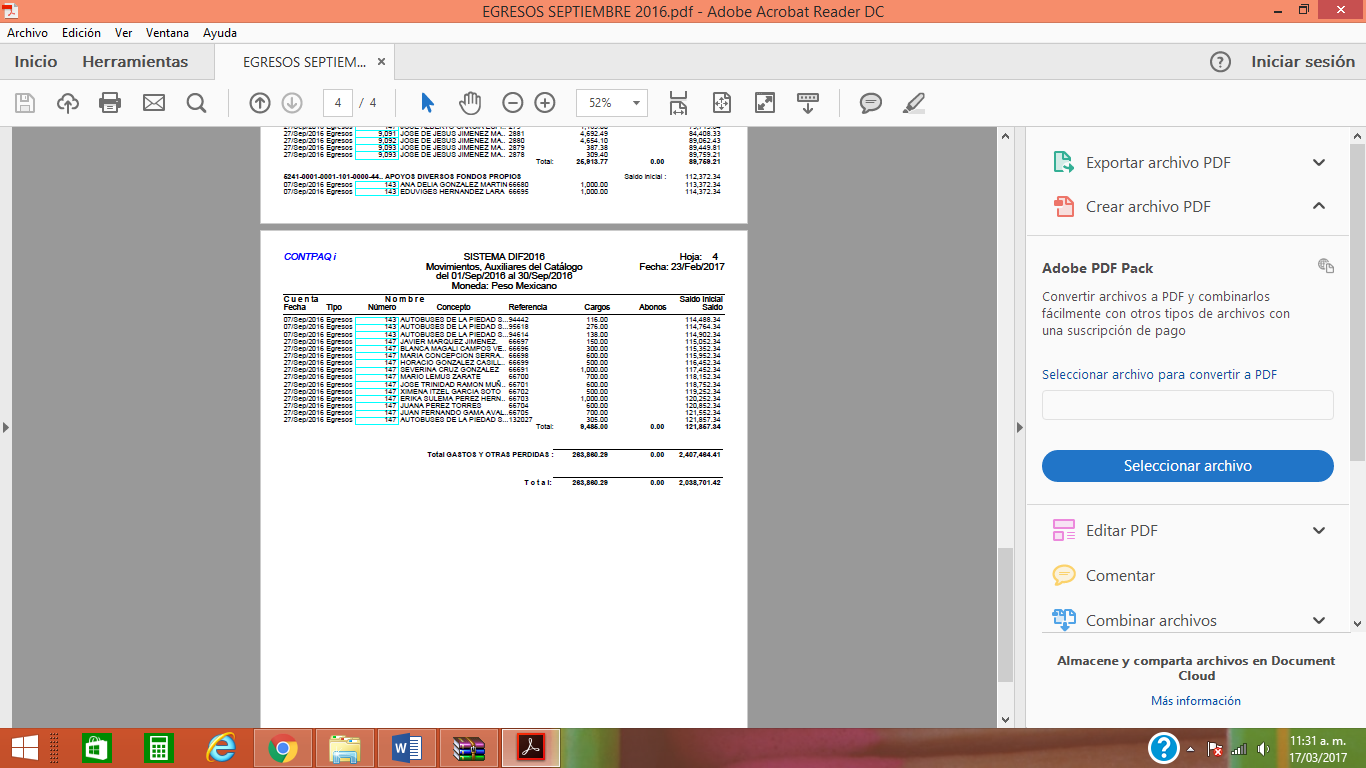 EGRESOS SEPTIEMBRE 2016.pdf - Adobe Acrobat Reader DC
Archivo Edición Ver Ventana Ayuda
Inicio Herramientas EGRESOS SEPTIEM... × Iniciar sesión
4 / 4 52%
27/Sep/2016 Egresos 9,091 JOSE DE JESUS JIMENEZ MA.. 2881 4,692.49 84,408.33
27/Sep/2016 Egresos 9,092 JOSE DE JESUS JIMENEZ MA.. 2880 4,654.10 89,062.43
27/Sep/2016 Egresos 9,093 JOSE DE JESUS JIMENEZ MA.. 2879 387.38 89,449.81
27/Sep/2016 Egresos 9,093 JOSE DE JESUS JIMENEZ MA.. 2878 309.40 89,759.21
Total: 25,913.77 0.00 89,759.21
5241-0001-0001-101-0000-44.. APOYOS DIVERSOS FONDOS PROPIOS Saldo inicial : 112,372.34
07/Sep/2016 Egresos 143 ANA DELIA GONZALEZ MARTIN 66680 1,000.00 113,372.34
07/Sep/2016 Egresos 143 EDUVIGES HERNANDEZ LARA 66695 1,000.00 114,372.34
CONTPAQ i SISTEMA DIF2016 Hoja: 4
Movimientos, Auxiliares del Catálogo Fecha: 23/Feb/2017
del 01/Sep/2016 al 30/Sep/2016
Moneda: Peso Mexicano
Cuenta Nombre Saldo Inicial
Fecha Tipo Número Concepto Referencia Cargos Abonos Saldo
07/Sep/2016 Egresos 143 AUTOBUSES DE LA PIEDAD S... 94442 116.00 114,488.34
07/Sep/2016 Egresos 143 AUTOBUSES DE LA PIEDAD S... 95618 276.00 114,764.34
07/Sep/2016 Egresos 143 AUTOBUSES DE LA PIEDAD S... 94614 138.00 114,902.34
27/Sep/2016 Egresos 147 JAVIER MARQUEZ JIMENEZ. 66697 150.00 115,052.34
27/Sep/2016 Egresos 147 BLANCA MAGALI CAMPOS VE.. 66696 300.00 115,352.34
27/Sep/2016 Egresos 147 MARIA CONCEPCION SERRA.. 66698 600.00 115,952.34
27/Sep/2016 Egresos 147 HORACIO GONZALEZ CASILL.. 66699 500.00 116,452.34
27/Sep/2016 Egresos 147 SEVERINA CRUZ GONZALEZ 66691 1,000.00 117,452.34
27/Sep/2016 Egresos 147 MARIO LEMUS ZARATE 66700 700.00 118,152.34
27/Sep/2016 Egresos 147 JOSE TRINIDAD RAMON MUÑ.. 66701 600.00 118,752.34
27/Sep/2016 Egresos 147 XIMENA ITZEL GARCIA SOTO 66702 500.00 119,252.34
27/Sep/2016 Egresos 147 ERIKA SULEMA PEREZ HERN.. 66703 1,000.00 120,252.34
27/Sep/2016 Egresos 147 JUANA PEREZ TORRES 66704 600.00 120,852.34
27/Sep/2016 Egresos 147 JUAN FERNANDO GAMA AVAL.. 66705 700.00 121,552.34
27/Sep/2016 Egresos 147 AUTOBUSES DE LA PIEDAD S... 132027 305.00 121,857.34
Total: 9,485.00 0.00 121,857.34
Total GASTOS Y OTRAS PERDIDAS : 263,860.29 0.00 2,407,464.41
Total: 263,860.29 0.00 2,038,701.42
Exportar archivo PDF
Crear archivo PDF
Adobe PDF Pack
Convertir archivos a PDF y combinarlos
fácilmente con otros tipos de archivos con
una suscripción de pago
Seleccionar archivo para convertir a PDF
Seleccionar archivo
Editar PDF
Comentar
Combinar archivos
Almacene y comparta archivos en Document
Cloud
Más información
11:31 a. m.
17/03/2017